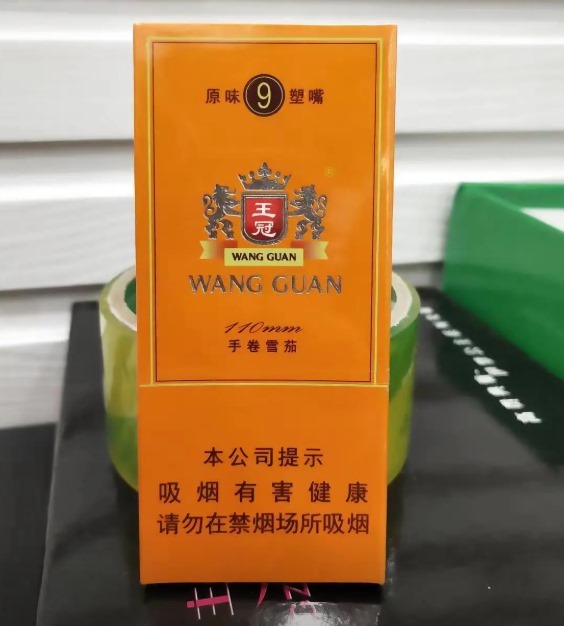 原味 9 塑嘴
®
王
冠
WANG GUAN
WANG GUAN
110mm
手卷雪茄
本公司提示
吸烟有害健康
请勿在禁烟场所吸烟